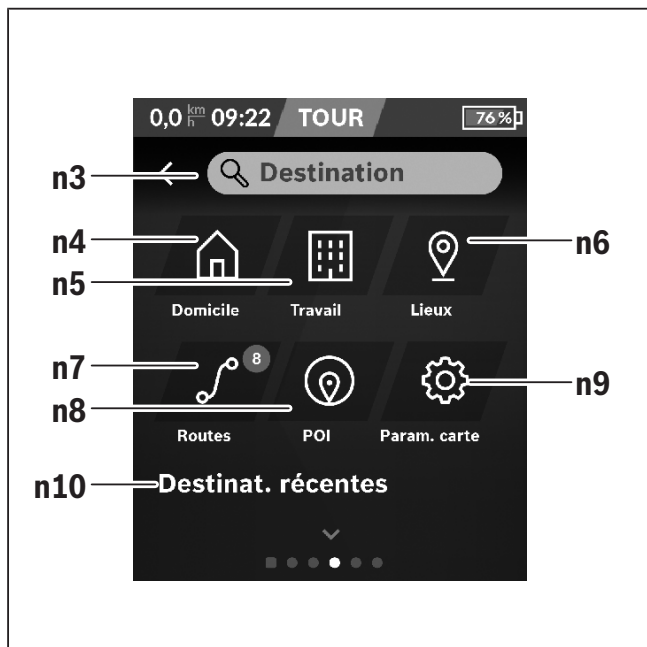 0,0 km/h 09:22 TOUR 76 %
n3 Destination
n4 n6
n5
Domicile Travail Lieux
n7 8
n8 n9
Routes POI Param. carte
n10 Destinat. récentes